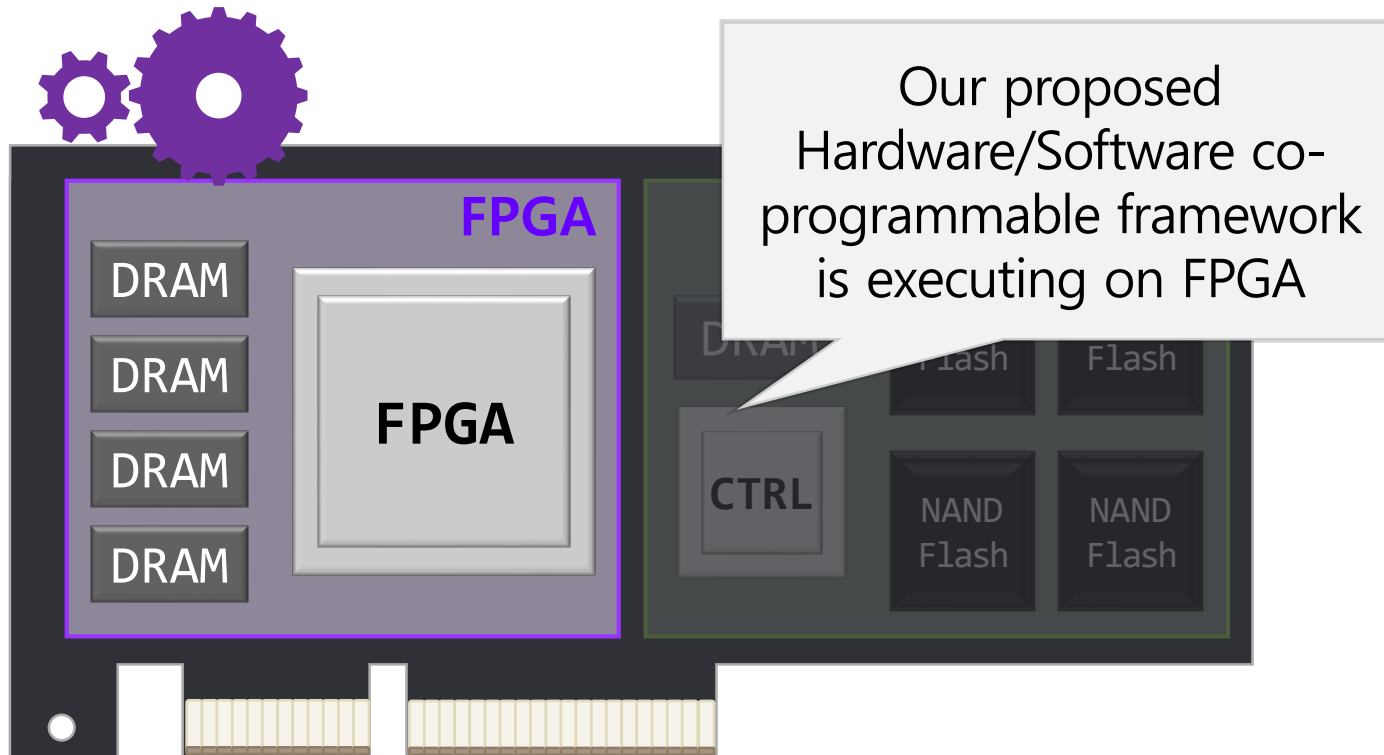 Our proposed
Hardware/Software co-
programmable framework
is executing on FPGA
FPGA
DRAM
DRAM
DRAM
DRAM
FPGA
DRAM
CTRL
Flash
Flash
NAND
Flash
NAND
Flash